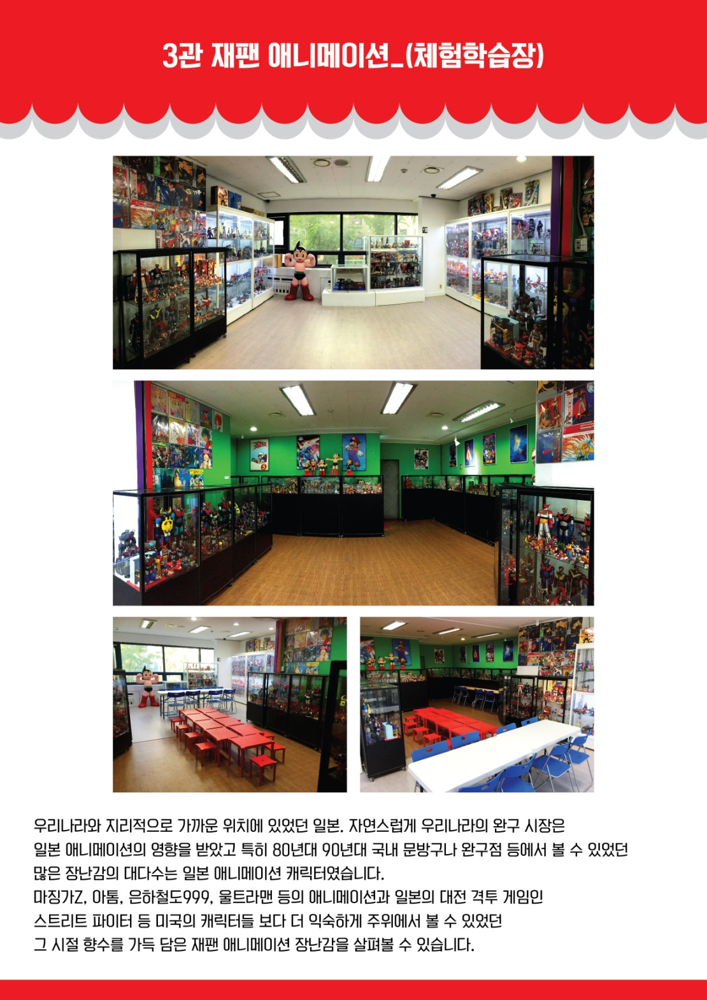 3관 재팬 애니메이션_(체험학습장)
우리나라와 지리적으로 가까운 위치에 있었던 일본. 자연스럽게 우리나라의 완구 시장은
일본 애니메이션의 영향을 받았고 특히 80년대 90년대 국내 문방구나 완구점 등에서 볼 수 있었던
많은 장난감의 대다수는 일본 애니메이션 캐릭터였습니다.
마징가Z, 아톰, 은하철도999, 울트라맨 등의 애니메이션과 일본의 대전 격투 게임인
스트리트 파이터 등 미국의 캐릭터들 보다 더 익숙하게 주위에서 볼 수 있었던
그 시절 향수를 가득 담은 재팬 애니메이션 장난감을 살펴볼 수 있습니다.